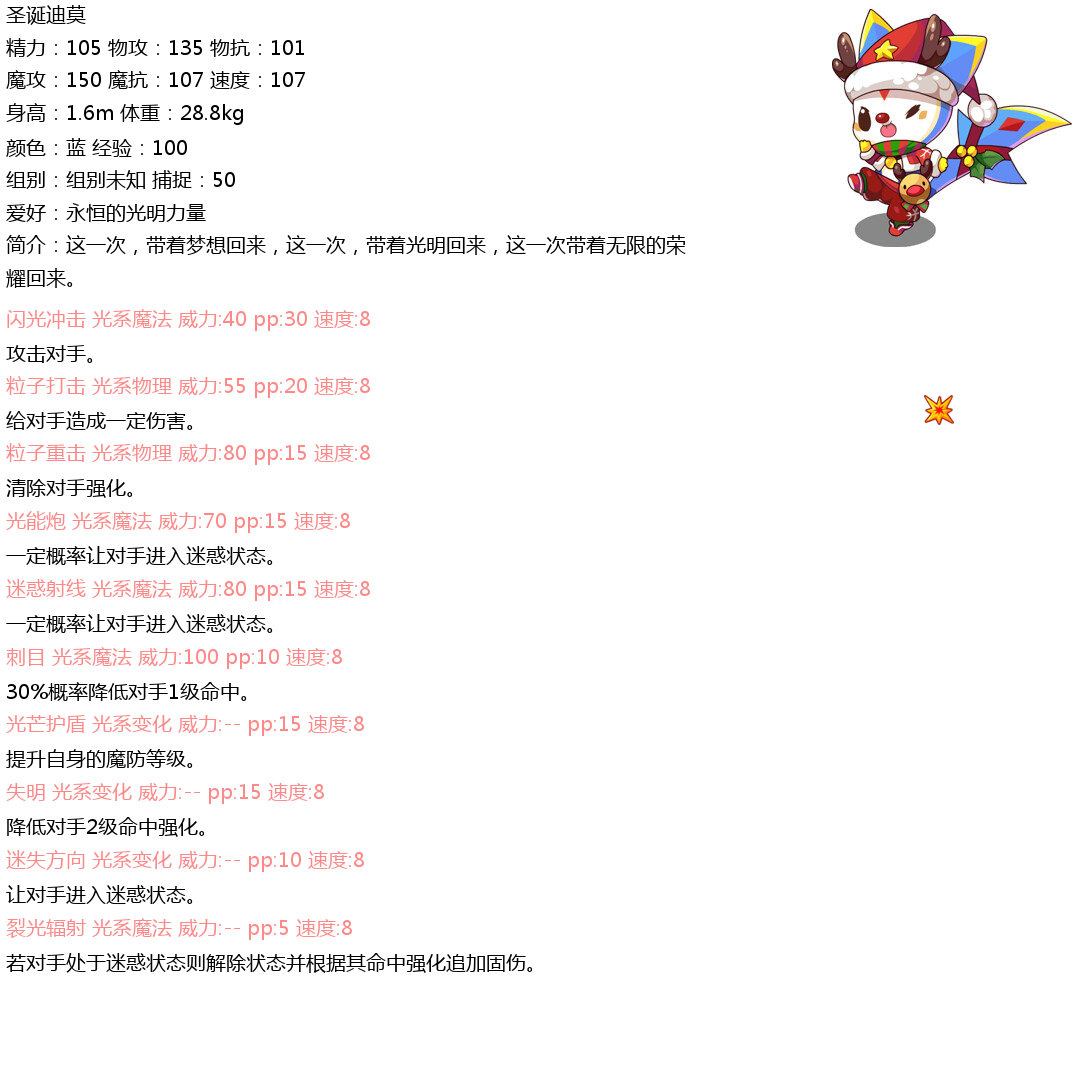 圣诞迪莫
精力：105 物攻：135 物抗：101
魔攻：150 魔抗：107 速度：107
身高：1.6m 体重：28.8kg
颜色：蓝 经验：100
组别：组别未知 捕捉：50
爱好：永恒的光明力量
简介：这一次，带着梦想回来，这一次，带着光明回来，这一次带着无限的荣
耀回来。
闪光冲击 光系魔法 威力:40 pp:30 速度:8
攻击对手。
粒子打击 光系物理 威力:55 pp:20 速度:8
给对手造成一定伤害。
粒子重击 光系物理 威力:80 pp:15 速度:8
清除对手强化。
光能炮 光系魔法 威力:70 pp:15 速度:8
一定概率让对手进入迷惑状态。
迷惑射线 光系魔法 威力:80 pp:15 速度:8
一定概率让对手进入迷惑状态。
刺目 光系魔法 威力:100 pp:10 速度:8
30%概率降低对手1级命中。
光芒护盾 光系变化 威力:-- pp:15 速度:8
提升自身的魔防等级。
失明 光系变化 威力:-- pp:15 速度:8
降低对手2级命中强化。
迷失方向 光系变化 威力:-- pp:10 速度:8
让对手进入迷惑状态。
裂光辐射 光系魔法 威力:-- pp:5 速度:8
若对手处于迷惑状态则解除状态并根据其命中强化追加固伤。